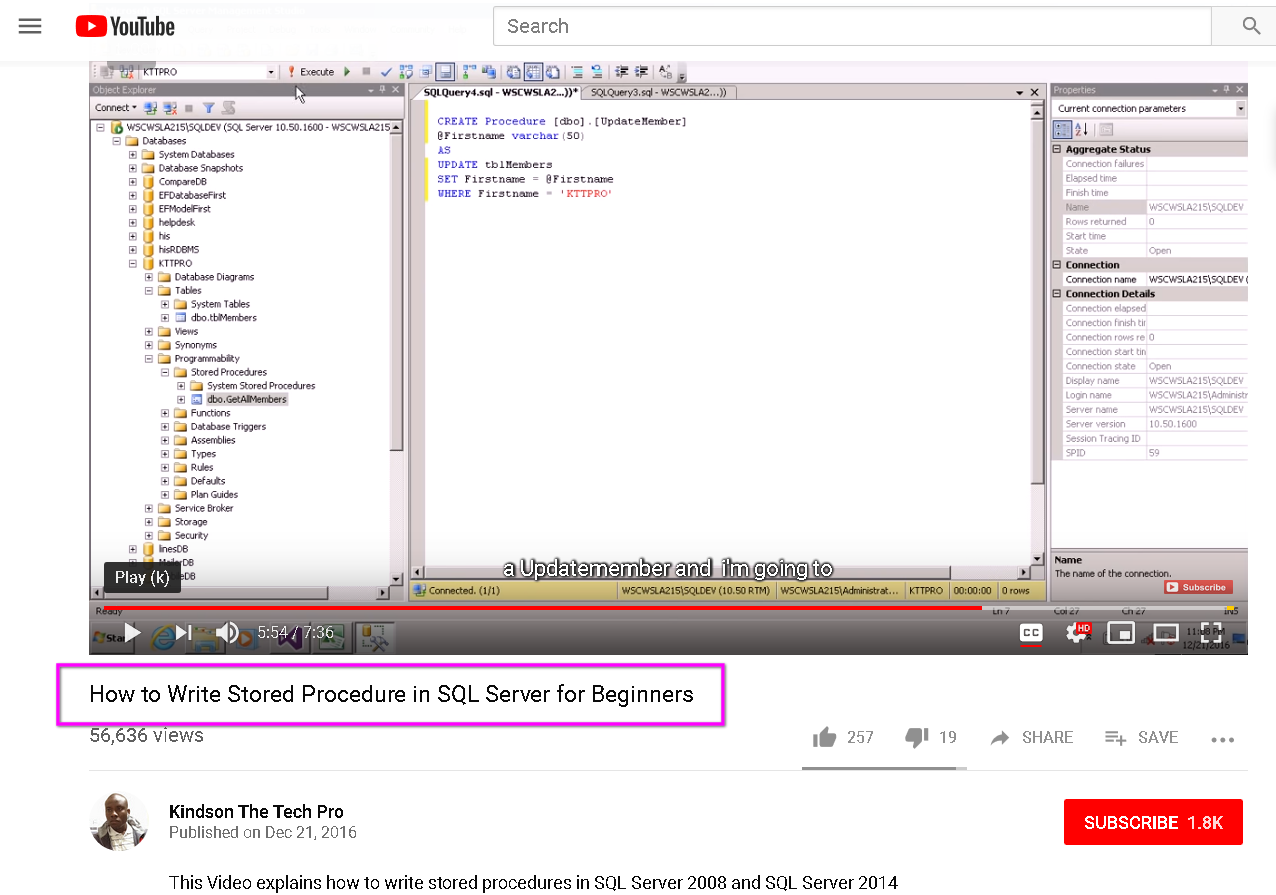 YouTube
Search
KTTPRO
Execute
Object Explorer
Connect
WSCWSLA215\SQLDEV (SQL Server 10.50.1600 - WSCWSLA215
Databases
System Databases
Database Snapshots
CompareDB
EFDatabaseFirst
EFModelFirst
helpdesk
his
hisRDBMS
KTTPRO
Database Diagrams
Tables
System Tables
dbo.tblMembers
Views
Synonyms
Programmability
Stored Procedures
System Stored Procedures
dbo.GetAllMembers
Functions
Database Triggers
Assemblies
Types
Rules
Defaults
Plan Guides
Service Broker
Storage
Security
linesDB
MailerDB
SQLQuery4.sql - WSCWSLA2...))*
SQLQuery3.sql - WSCWSLA2...))
CREATE Procedure [dbo].[UpdateMember]
@Firstname varchar(50)
AS
UPDATE tblMembers
SET Firstname = @Firstname
WHERE Firstname = 'KTTPRO'
Properties
Current connection parameters
Aggregate Status
Connection failures
Elapsed time
Finish time
Name WSCWSLA215\SQLDEV
Rows returned 0
Start time
State Open
Connection
Connection name WSCWSLA215\SQLDEV (
Connection Details
Connection elapsed
Connection finish tir
Connection rows re 0
Connection start tin
Connection state Open
Display name WSCWSLA215\SQLDEV
Login name WSCWSLA215\Administr
Server name WSCWSLA215\SQLDEV
Server version 10.50.1600
Session Tracing ID
SPID 59
Name
The name of the connection.
Subscribe
a Updatemember and i'm going to
Play (k)
Connected. (1/1) WSCWSLA215\SQLDEV (10.50 RTM) WSCWSLA215\Administrat... KTTPRO 00:00:00 0 rows
Ready Ln 7 Col 27 Ch 27 INS
5:54 / 7:36
CC
HD
12/21/2016
How to Write Stored Procedure in SQL Server for Beginners
56,636 views
257 19 SHARE SAVE
Kindson The Tech Pro
Published on Dec 21, 2016
SUBSCRIBE 1.8K
This Video explains how to write stored procedures in SQL Server 2008 and SQL Server 2014